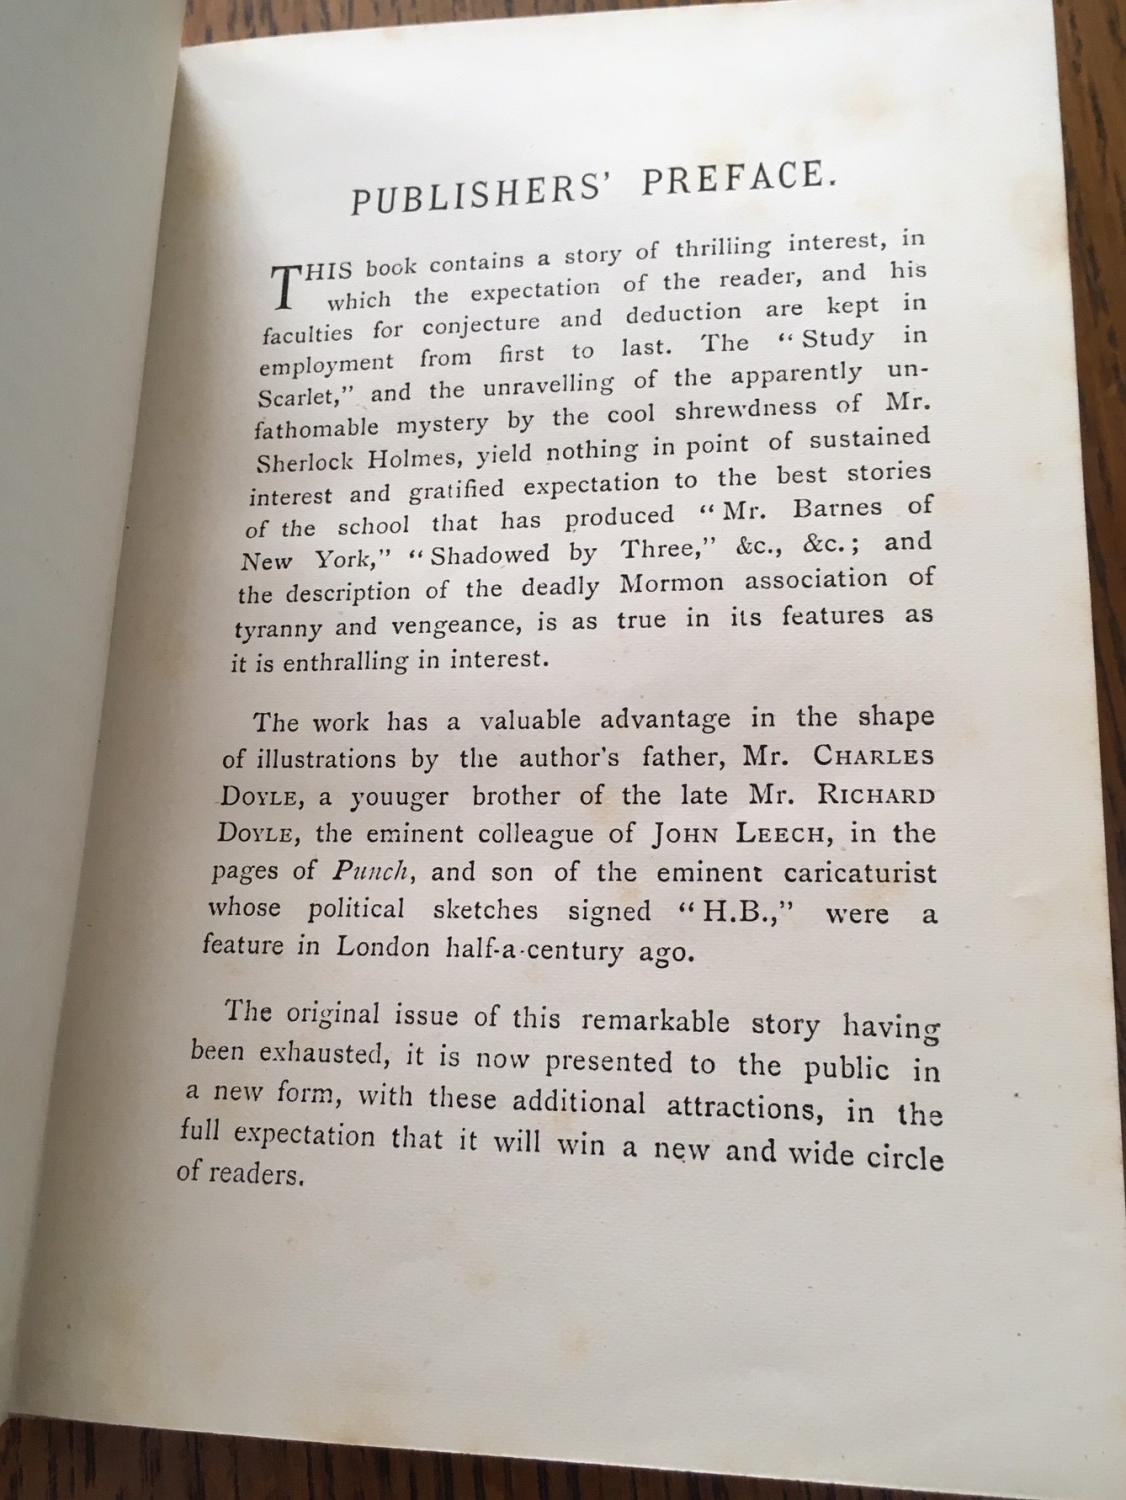 PUBLISHERS' PREFACE.
THIS book contains a story of thrilling interest, in
which the expectation of the reader, and his
faculties for conjecture and deduction are kept in
employment from first to last. The “Study in
Scarlet,” and the unravelling of the apparently un-
fathomable mystery by the cool shrewdness of Mr.
Sherlock Holmes, yield nothing in point of sustained
interest and gratified expectation to the best stories
of the school that has produced “Mr. Barnes of
New York,” “Shadowed by Three,” &c., &c.; and
the description of the deadly Mormon association of
tyranny and vengeance, is as true in its features as
it is enthralling in interest.
The work has a valuable advantage in the shape
of illustrations by the author's father, Mr. CHARLES
DOYLE, a youuger brother of the late Mr. RICHARD
DOYLE, the eminent colleague of JOHN LEECH, in the
pages of Punch, and son of the eminent caricaturist
whose political sketches signed “H.B.,” were a
feature in London half-a-century ago.
The original issue of this remarkable story having
been exhausted, it is now presented to the public in
a new form, with these additional attractions, in the
full expectation that it will win a new and wide circle
of readers.